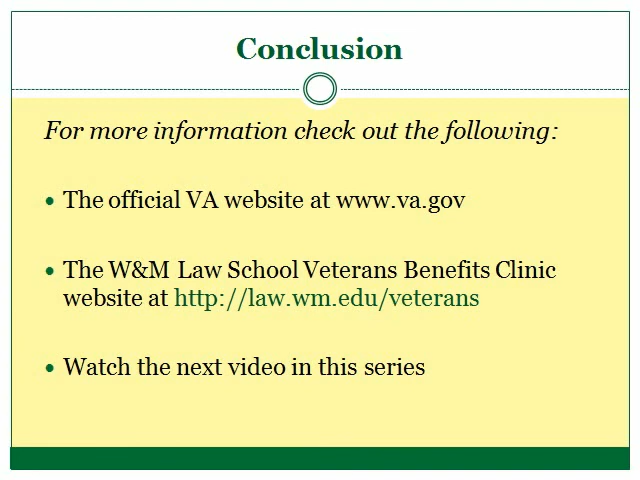 Conclusion
For more information check out the following:
• The official VA website at www.va.gov
• The W&M Law School Veterans Benefits Clinic
website at http://law.wm.edu/veterans
• Watch the next video in this series